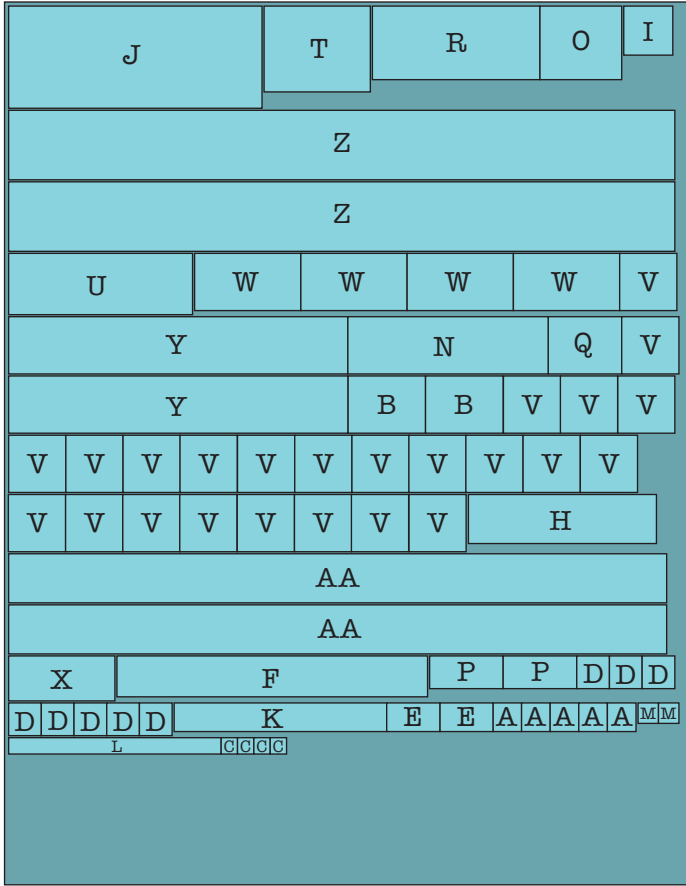 J T R O I
Z
Z
U W W W W V
Y N Q V
Y B B V V V
V V V V V V V V V V V
V V V V V V V V H
AA
AA
X F P P D D D
D D D D D K E E A A A A A M M
L C C C C